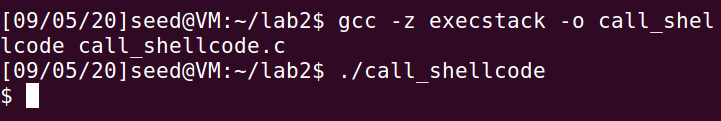 [09/05/20]seed@VM:~/lab2$ gcc -z execstack -o call_shel
lcode call_shellcode.c
[09/05/20]seed@VM:~/lab2$ ./call_shellcode
$